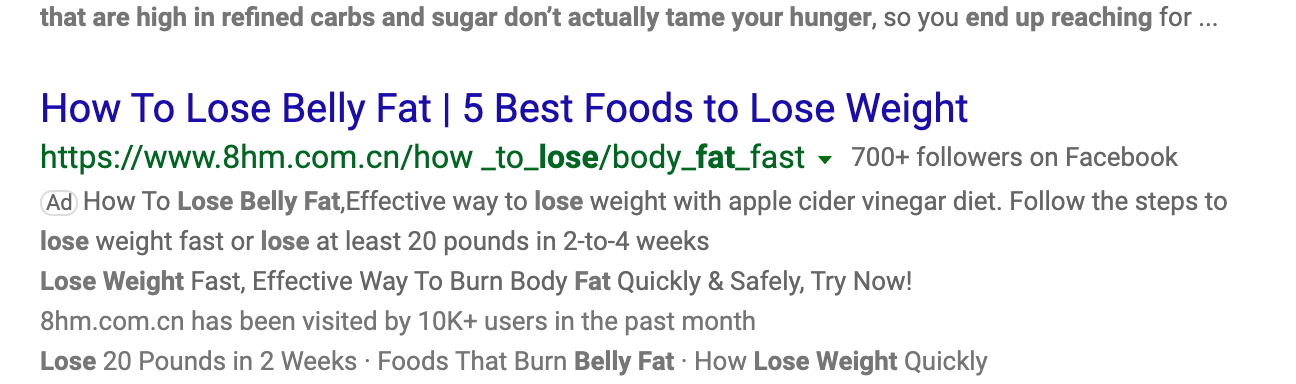 that are high in refined carbs and sugar don’t actually tame your hunger, so you end up reaching for ...
How To Lose Belly Fat | 5 Best Foods to Lose Weight
https://www.8hm.com.cn/how _to_lose/body_fat_fast 700+ followers on Facebook
Ad How To Lose Belly Fat,Effective way to lose weight with apple cider vinegar diet. Follow the steps to
lose weight fast or lose at least 20 pounds in 2-to-4 weeks
Lose Weight Fast, Effective Way To Burn Body Fat Quickly & Safely, Try Now!
8hm.com.cn has been visited by 10K+ users in the past month
Lose 20 Pounds in 2 Weeks · Foods That Burn Belly Fat · How Lose Weight Quickly